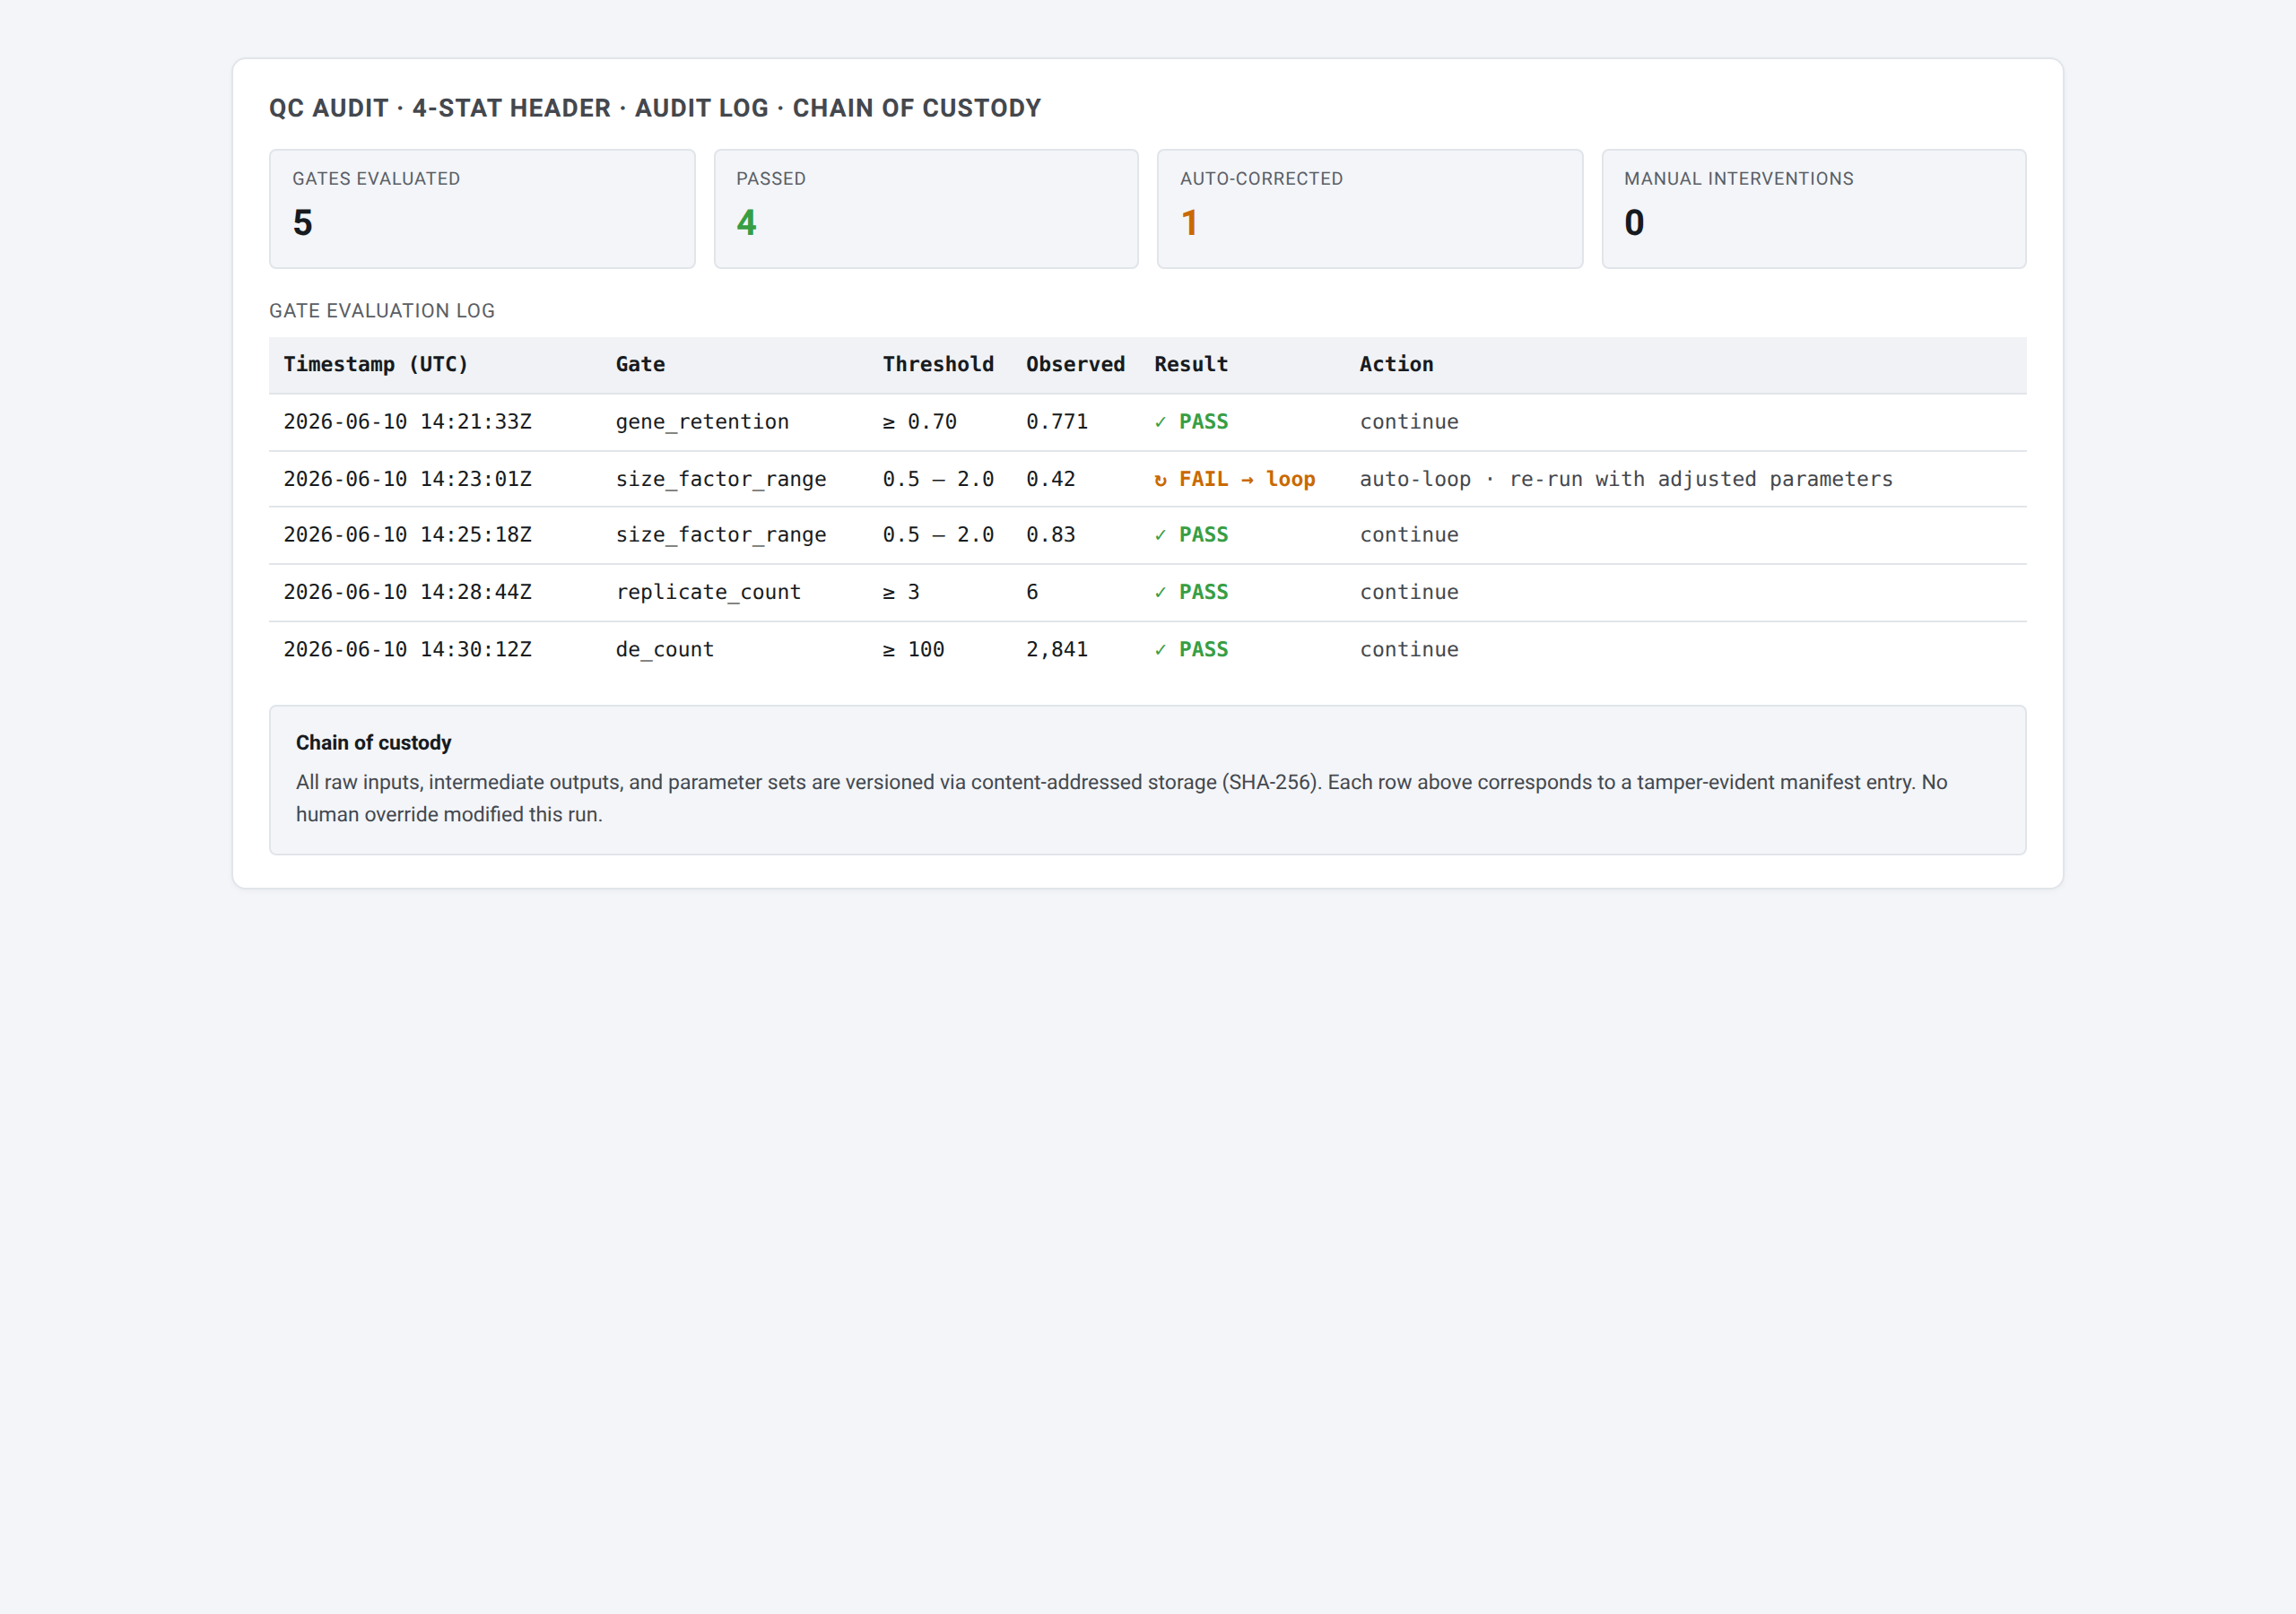 QC AUDIT · 4-STAT HEADER · AUDIT LOG · CHAIN OF CUSTODY
GATES EVALUATED
5
PASSED
4
AUTO-CORRECTED
1
MANUAL INTERVENTIONS
0
GATE EVALUATION LOG
Timestamp (UTC) Gate Threshold Observed Result Action
2026-06-10 14:21:33Z gene_retention ≥ 0.70 0.771 ✓ PASS continue
2026-06-10 14:23:01Z size_factor_range 0.5 – 2.0 0.42 ↻ FAIL → loop auto-loop · re-run with adjusted parameters
2026-06-10 14:25:18Z size_factor_range 0.5 – 2.0 0.83 ✓ PASS continue
2026-06-10 14:28:44Z replicate_count ≥ 3 6 ✓ PASS continue
2026-06-10 14:30:12Z de_count ≥ 100 2,841 ✓ PASS continue
Chain of custody
All raw inputs, intermediate outputs, and parameter sets are versioned via content-addressed storage (SHA-256). Each row above corresponds to a tamper-evident manifest entry. No
human override modified this run.